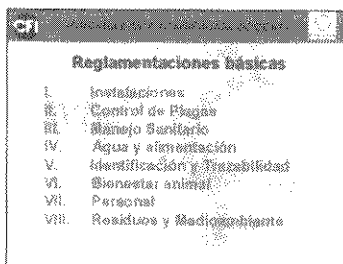 CFI
Reglamentaciones básicas
I. Instalaciones
II. Control de Plagas
III. Manejo Sanitario
IV. Agua y alimentación
V. Identificación y Trazabilidad
VI. Bienestar animal
VII. Personal
VIII. Residuos y Medioambiente